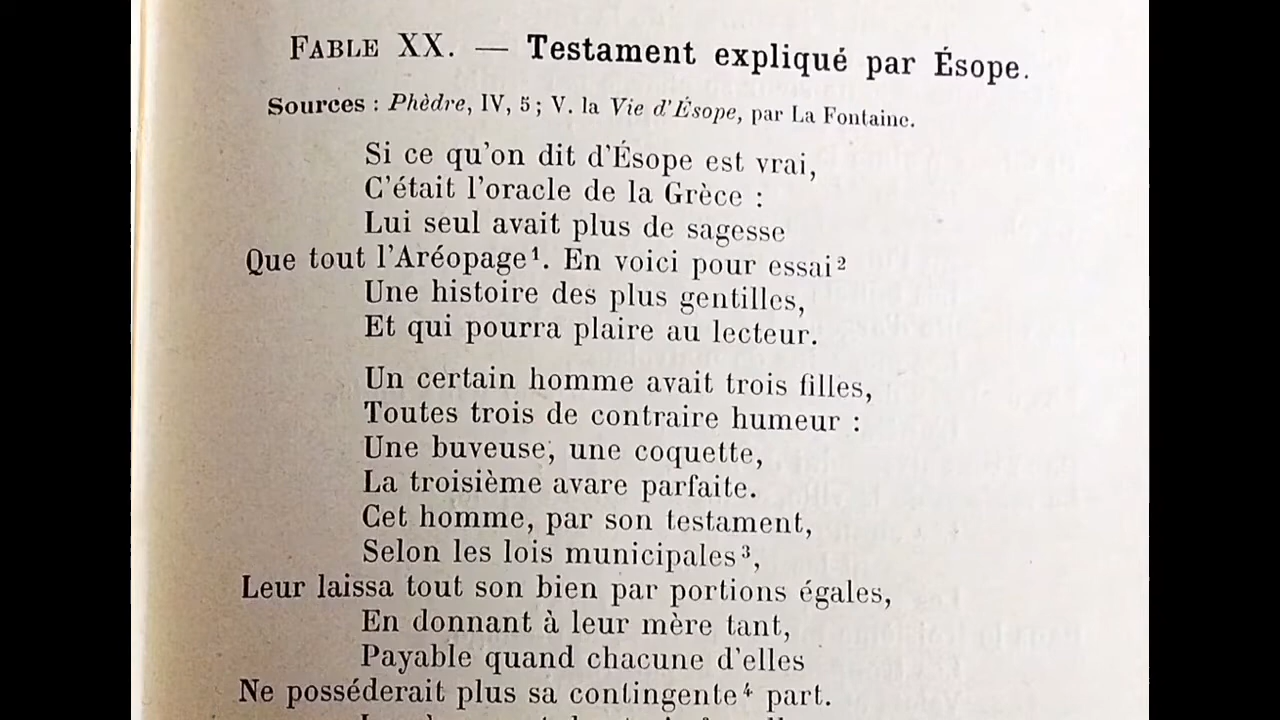 FABLE XX. — Testament expliqué par Ésope.
Sources : Phèdre, IV, 5 ; V. la Vie d'Ésope, par La Fontaine.
Si ce qu'on dit d'Ésope est vrai,
C'était l'oracle de la Grèce :
Lui seul avait plus de sagesse
Que tout l'Aréopage¹. En voici pour essai²
Une histoire des plus gentilles,
Et qui pourra plaire au lecteur.
Un certain homme avait trois filles,
Toutes trois de contraire humeur :
Une buveuse, une coquette,
La troisième avare parfaite.
Cet homme, par son testament,
Selon les lois municipales³,
Leur laissa tout son bien par portions égales,
En donnant à leur mère tant,
Payable quand chacune d'elles
Ne posséderait plus sa contingente⁴ part.